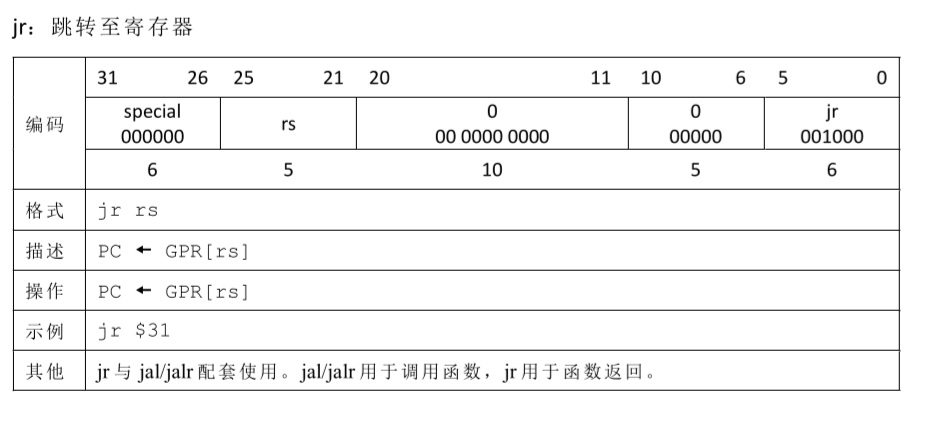 jr：跳转至寄存器
31 26 25 21 20 11 10 6 5 0
编码
special
000000
rs
0
00 0000 0000
0
00000
jr
001000
6 5 10 5 6
格式 jr rs
描述 PC ← GPR[rs]
操作 PC ← GPR[rs]
示例 jr $31
其他 jr 与 jal/jalr 配套使用。jal/jalr 用于调用函数，jr 用于函数返回。